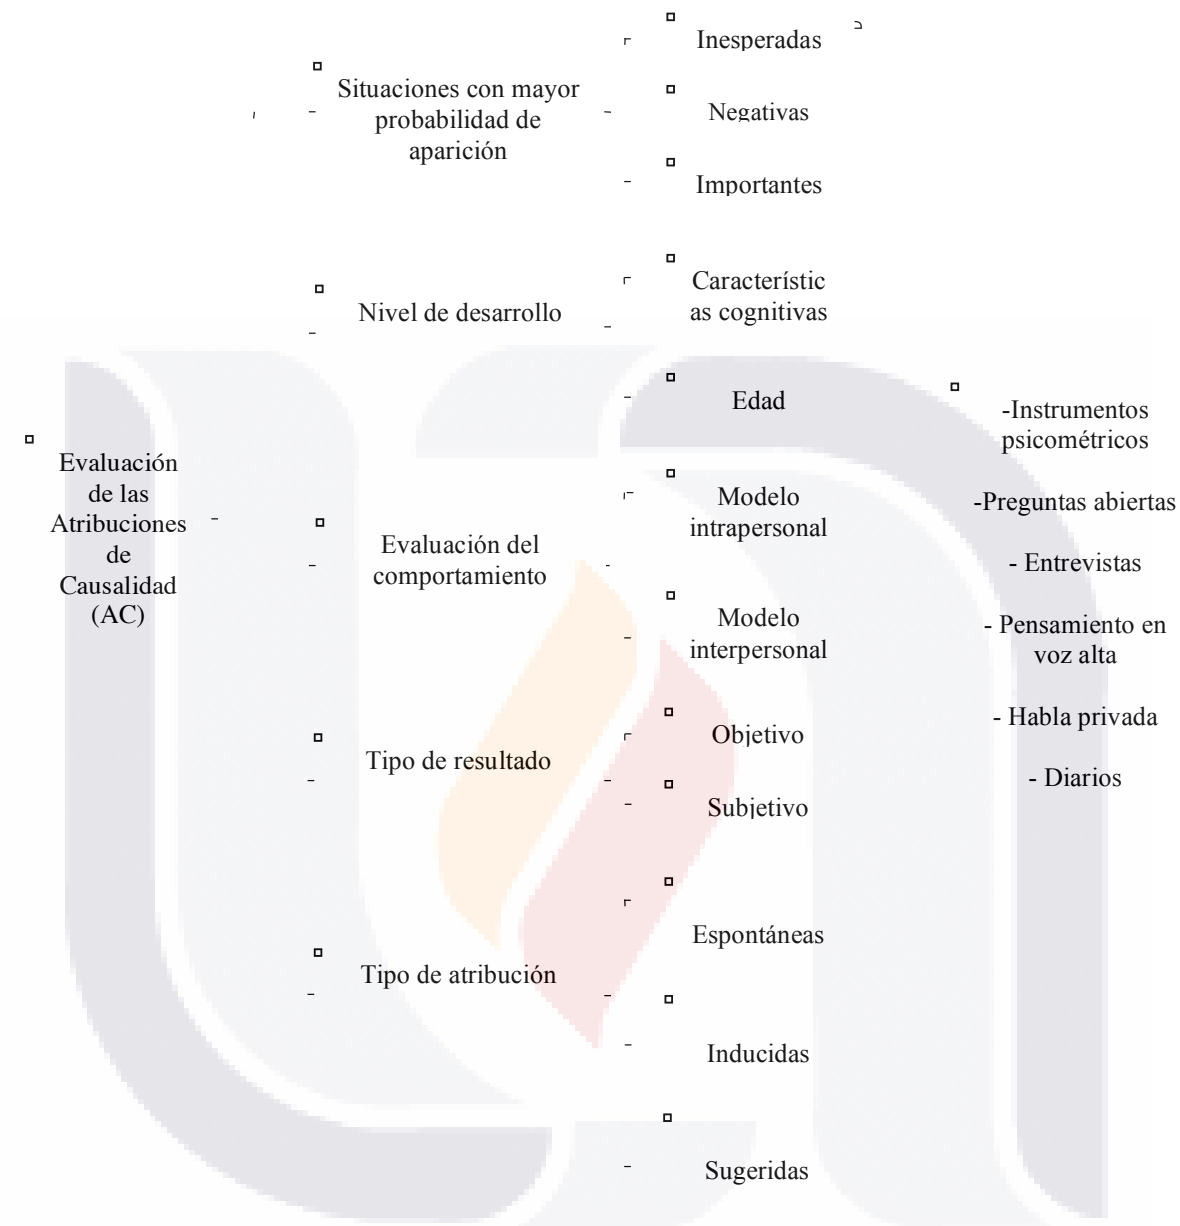 Evaluación
de las
Atribuciones
de
Causalidad
(AC)
Situaciones con mayor
probabilidad de
aparición
Inesperadas
Negativas
Importantes
Nivel de desarrollo
Característic
as cognitivas
Edad
Evaluación del
comportamiento
Modelo
intrapersonal
Modelo
interpersonal
Tipo de resultado
Objetivo
Subjetivo
Tipo de atribución
Espontáneas
Inducidas
Sugeridas
-Instrumentos
psicométricos
-Preguntas abiertas
- Entrevistas
- Pensamiento en
voz alta
- Habla privada
- Diarios